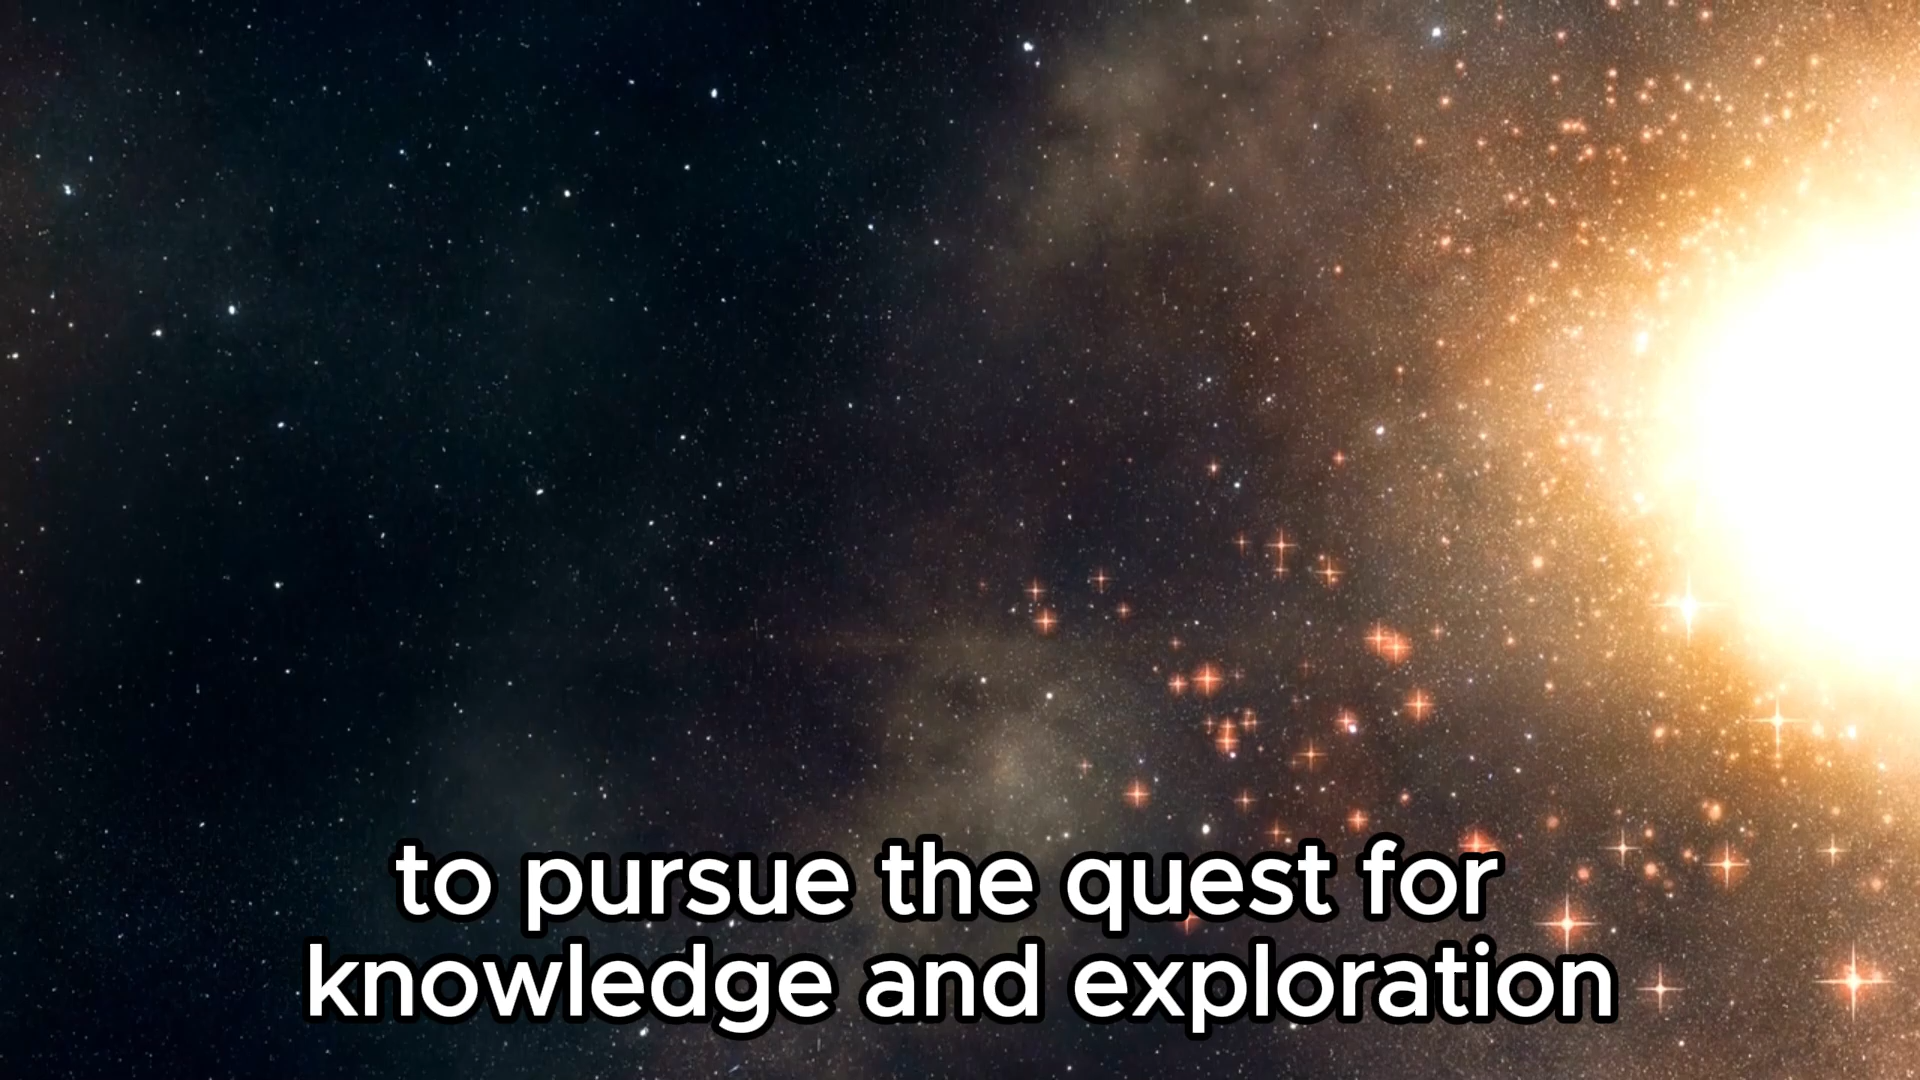 to pursue the quest for
knowledge and exploration